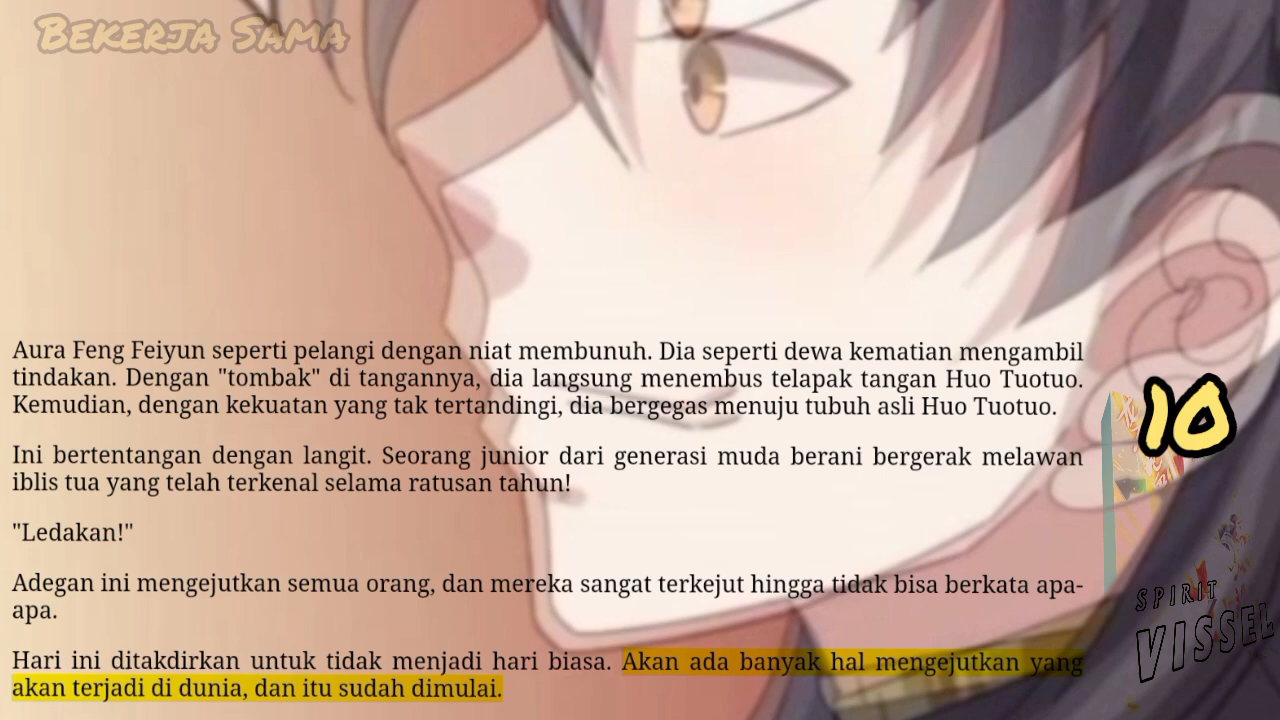 Bekerja Sama
Aura Feng Feiyun seperti pelangi dengan niat membunuh. Dia seperti dewa kematian mengambil
tindakan. Dengan "tombak" di tangannya, dia langsung menembus telapak tangan Huo Tuotuo.
Kemudian, dengan kekuatan yang tak tertandingi, dia bergegas menuju tubuh asli Huo Tuotuo.
Ini bertentangan dengan langit. Seorang junior dari generasi muda berani bergerak melawan
iblis tua yang telah terkenal selama ratusan tahun!
"Ledakan!"
Adegan ini mengejutkan semua orang, dan mereka sangat terkejut hingga tidak bisa berkata apa-
apa.
Hari ini ditakdirkan untuk tidak menjadi hari biasa. Akan ada banyak hal mengejutkan yang
akan terjadi di dunia, dan itu sudah dimulai.
10
SPIRIT
VISSEL